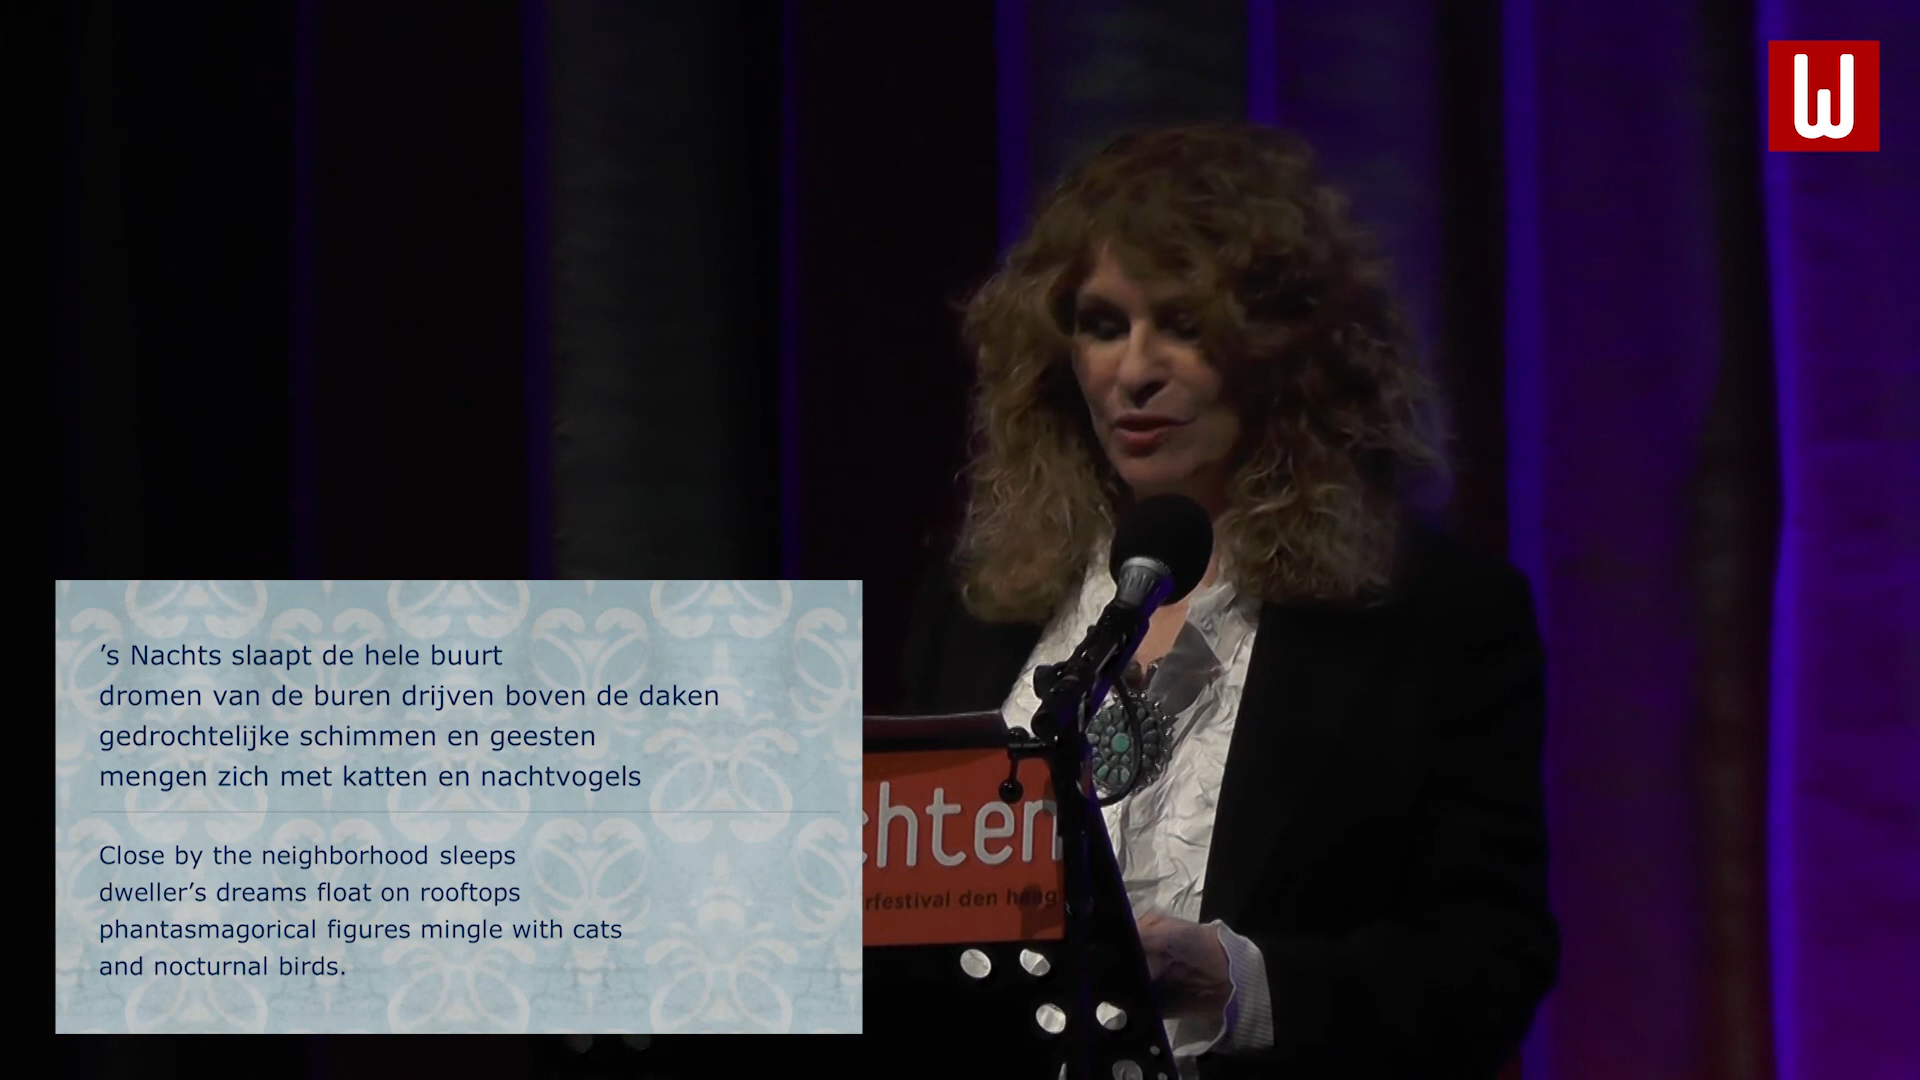 W
’s Nachts slaapt de hele buurt
dromen van de buren drijven boven de daken
gedrochtelijke schimmen en geesten
mengen zich met katten en nachtvogels
Close by the neighborhood sleeps
dweller’s dreams float on rooftops
phantasmagorical figures mingle with cats
and nocturnal birds.
chten
rfestival den haag